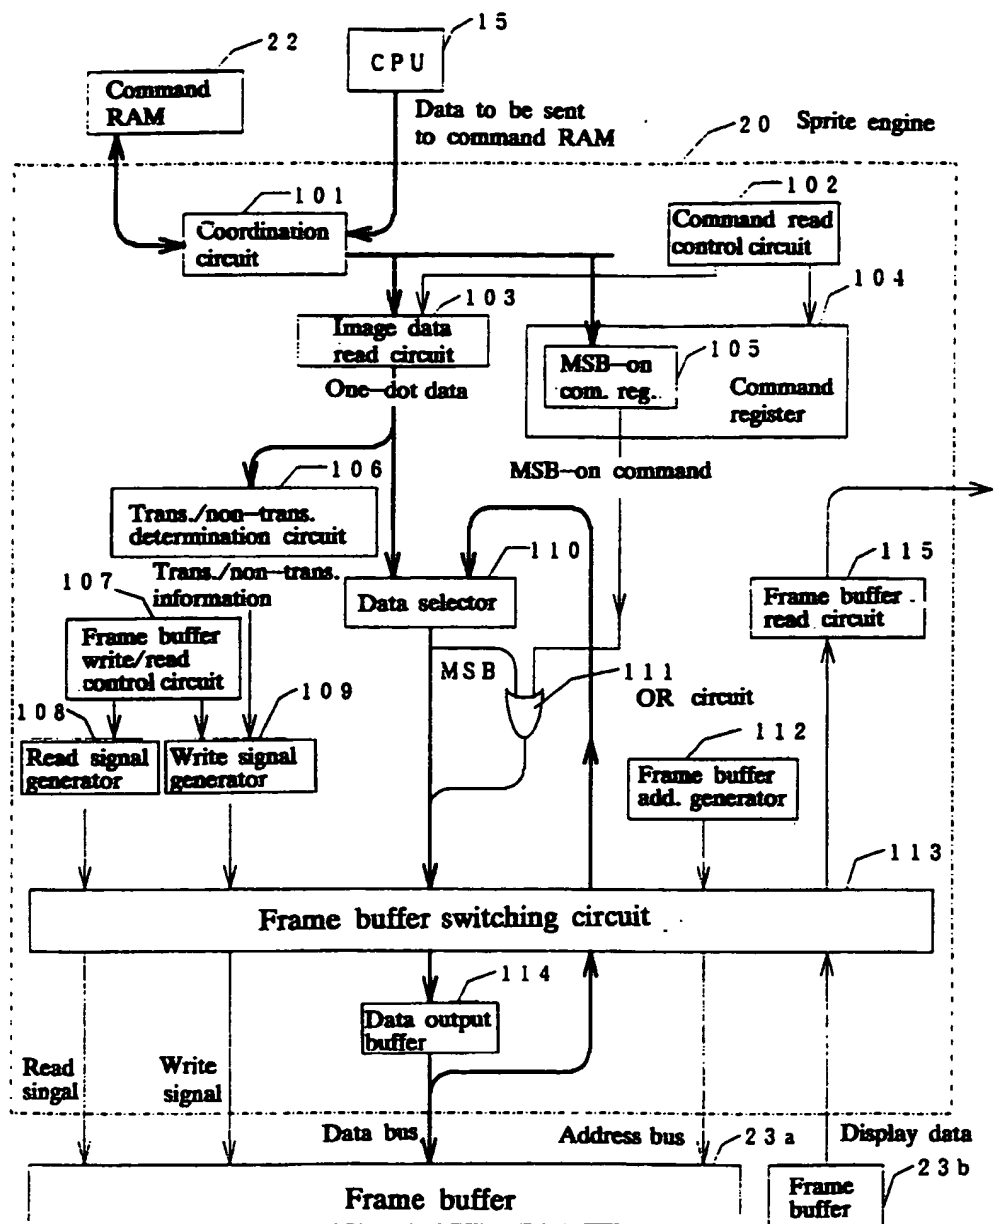 15
22
CPU
Command
RAM
Data to be sent
to command RAM
20 Sprite engine
101
102
Coordination
circuit
Command read
control circuit
103
104
Image data
read circuit
105
MSB-on
com. reg.
Command
register
One-dot data
MSB-on command
106
Trans./non-trans.
determination circuit
110
115
Trans./non-trans.
information
107
Data selector
Frame buffer
read circuit
Frame buffer
write/read
control circuit
MSB
111
OR circuit
108
109
112
Read signal
generator
Write signal
generator
Frame buffer
add. generator
113
Frame buffer switching circuit
114
Data output
buffer
Read
singal
Write
signal
Data bus
Address bus
23a
Display data
23b
Frame buffer
Frame
buffer